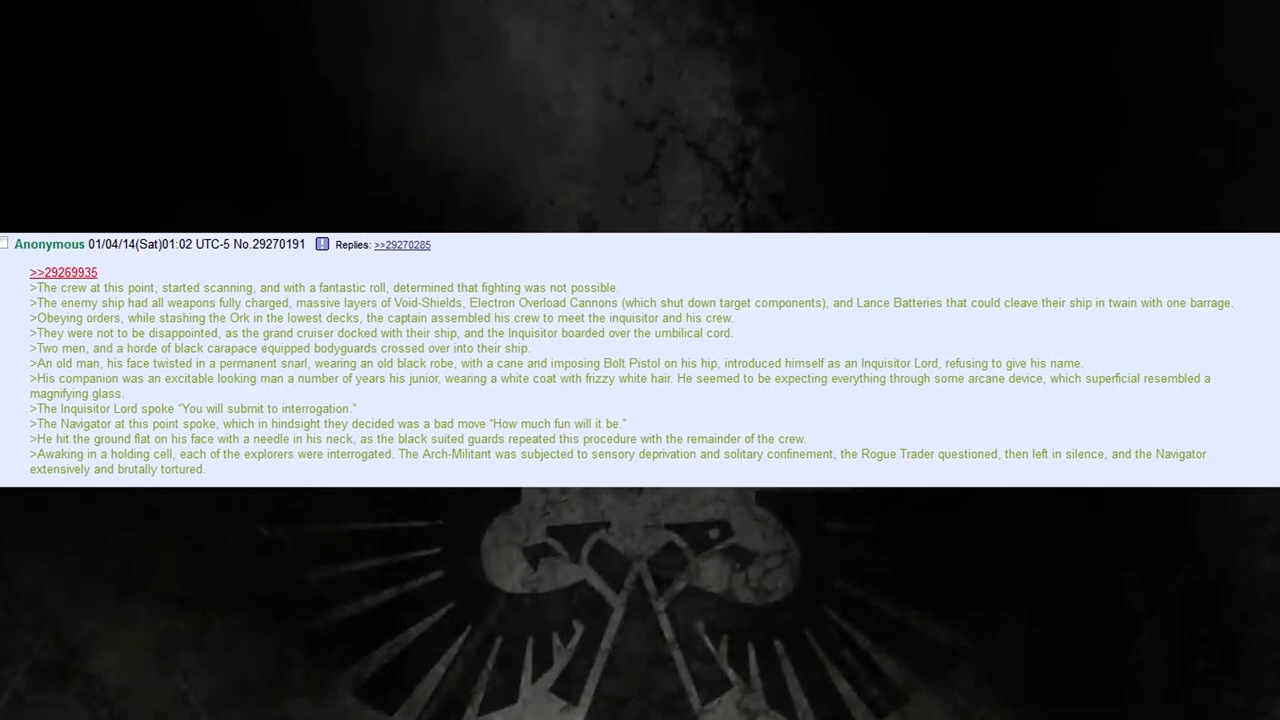 Anonymous 01/04/14(Sat)01:02 UTC-5 No.29270191 Replies: >>29270285
>>29269935
>The crew at this point, started scanning, and with a fantastic roll, determined that fighting was not possible.
>The enemy ship had all weapons fully charged, massive layers of Void-Shields, Electron Overload Cannons (which shut down target components), and Lance Batteries that could cleave their ship in twain with one barrage.
>Obeying orders, while stashing the Ork in the lowest decks, the captain assembled his crew to meet the inquisitor and his crew.
>They were not to be disappointed, as the grand cruiser docked with their ship, and the Inquisitor boarded over the umbilical cord.
>Two men, and a horde of black carapace equipped bodyguards crossed over into their ship.
>An old man, his face twisted in a permanent snarl, wearing an old black robe, with a cane and imposing Bolt Pistol on his hip, introduced himself as an Inquisitor Lord, refusing to give his name.
>His companion was an excitable looking man a number of years his junior, wearing a white coat with frizzy white hair. He seemed to be expecting everything through some arcane device, which superficial resembled a
magnifying glass.
>The Inquisitor Lord spoke “You will submit to interrogation.”
>The Navigator at this point spoke, which in hindsight they decided was a bad move “How much fun will it be.”
>He hit the ground flat on his face with a needle in his neck, as the black suited guards repeated this procedure with the remainder of the crew.
>Awaking in a holding cell, each of the explorers were interrogated. The Arch-Militant was subjected to sensory deprivation and solitary confinement, the Rogue Trader questioned, then left in silence, and the Navigator
extensively and brutally tortured.